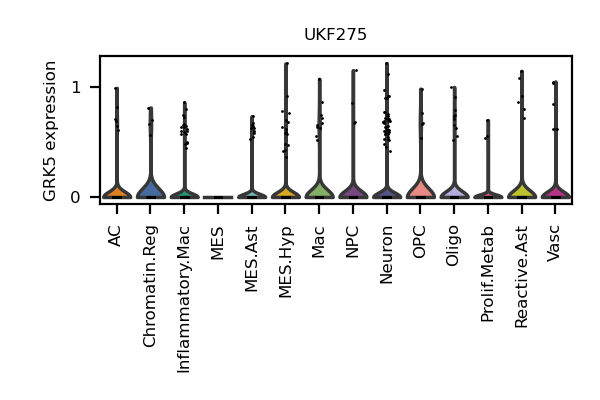 UKF275
GRK5 expression
1
0
AC
Chromatin.Reg
Inflammatory.Mac
MES
MES.Ast
MES.Hyp
Mac
NPC
Neuron
OPC
Oligo
Prolif.Metab
Reactive.Ast
Vasc